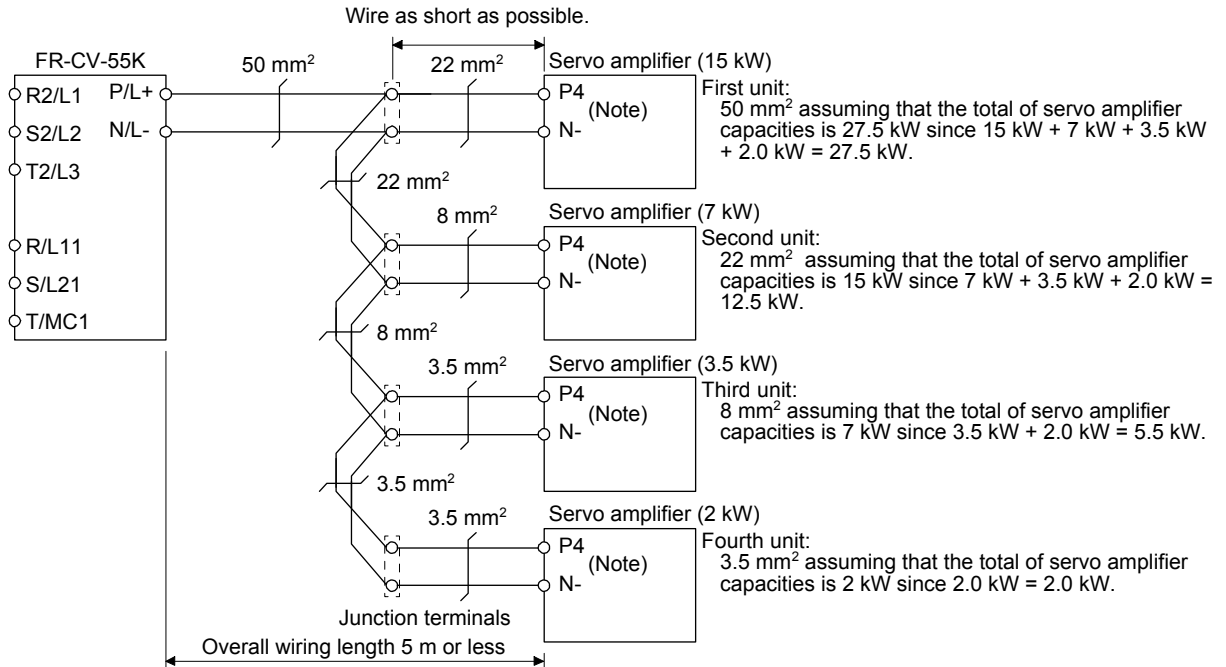 Wire as short as possible.
FR-CV-55K
50 mm²
22 mm²
Servo amplifier (15 kW)
R2/L1
P/L+
S2/L2
N/L-
T2/L3
R/L11
S/L21
T/MC1
P4
(Note)
N-
First unit:
50 mm² assuming that the total of servo amplifier
capacities is 27.5 kW since 15 kW + 7 kW + 3.5 kW
+ 2.0 kW = 27.5 kW.
22 mm²
8 mm²
Servo amplifier (7 kW)
P4
(Note)
N-
Second unit:
22 mm² assuming that the total of servo amplifier
capacities is 15 kW since 7 kW + 3.5 kW + 2.0 kW =
12.5 kW.
8 mm²
3.5 mm²
Servo amplifier (3.5 kW)
P4
(Note)
N-
Third unit:
8 mm² assuming that the total of servo amplifier
capacities is 7 kW since 3.5 kW + 2.0 kW = 5.5 kW.
3.5 mm²
3.5 mm²
Servo amplifier (2 kW)
P4
(Note)
N-
Fourth unit:
3.5 mm² assuming that the total of servo amplifier
capacities is 2 kW since 2.0 kW = 2.0 kW.
Junction terminals
Overall wiring length 5 m or less